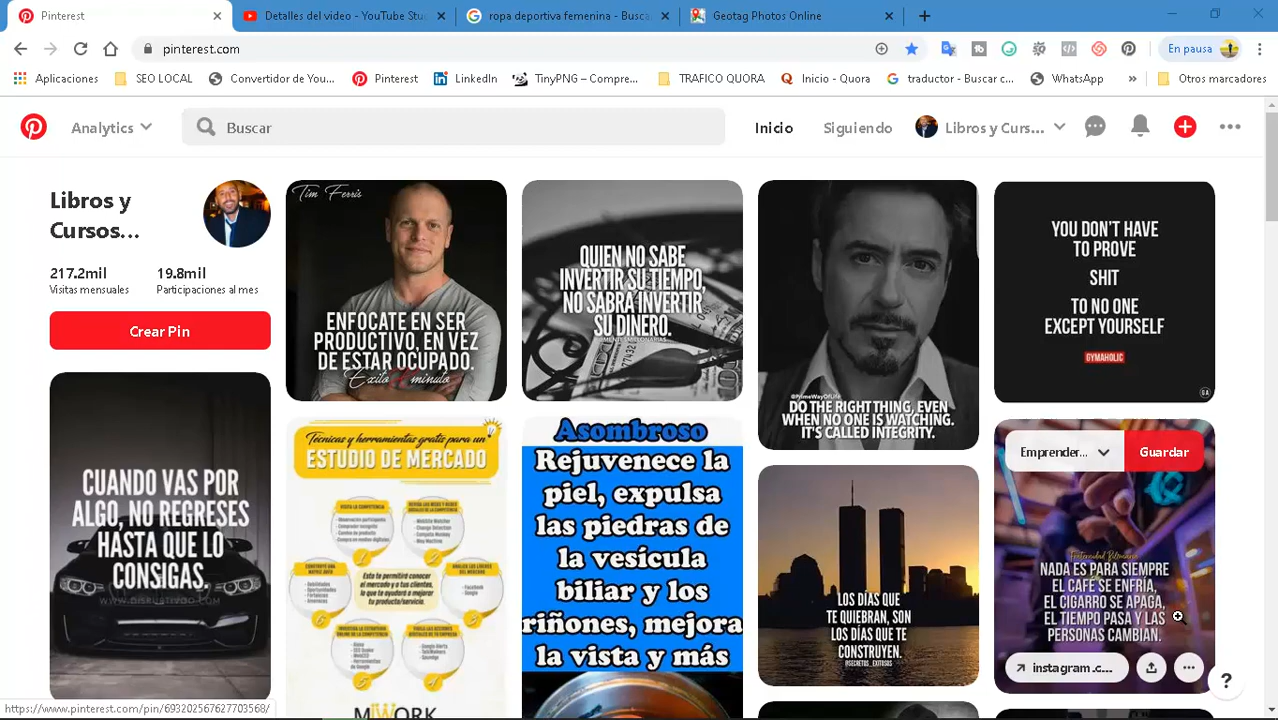 Pinterest
Detalles del video - YouTube Stu
ropa deportiva femenina - Busca
Geotag Photos Online
pinterest.com
En pausa
Aplicaciones
SEO LOCAL
Convertidor de You...
Pinterest
LinkedIn
TinyPNG – Compre...
TRAFICO QUORA
Inicio - Quora
traductor - Buscar c...
WhatsApp
»
Otros marcadores
Analytics
Buscar
Inicio
Siguiendo
Libros y Curs...
Libros y
Cursos...
217.2mil
19.8mil
Visitas mensuales
Participaciones al mes
Crear Pin
CUANDO VAS POR
ALGO, NO REGRESES
HASTA QUE LO
CONSIGAS.
Tim Ferris
ENFÓCATE EN SER
PRODUCTIVO, EN VEZ
DE ESTAR OCUPADO.
Técnicas y herramientas gratis para un
ESTUDIO DE MERCADO
QUIEN NO SABE
INVERTIR SU TIEMPO,
NO SABRÁ INVERTIR
SU DINERO.
Asombroso
Rejuvenece la
piel, expulsa
las piedras de
la vesícula
biliar y los
riñones, mejora
la vista y más
@PrimeWayOfLife
DO THE RIGHT THING, EVEN
WHEN NO ONE IS WATCHING.
IT'S CALLED INTEGRITY.
LOS DÍAS QUE
TE QUIEBRAN, SON
LOS DÍAS QUE TE
CONSTRUYEN.
@SECRETOS_EXITOSOS
YOU DON'T HAVE
TO PROVE
SHIT
TO NO ONE
EXCEPT YOURSELF
GYMAHOLIC
Emprender...
Guardar
NADA ES PARA SIEMPRE
EL CAFÉ SE ENFRÍA,
EL CIGARRO SE APAGA,
EL TIEMPO PASA Y LAS
PERSONAS CAMBIAN.
instagram.c...
?
https://www.pinterest.com/pin/693202567627703568/